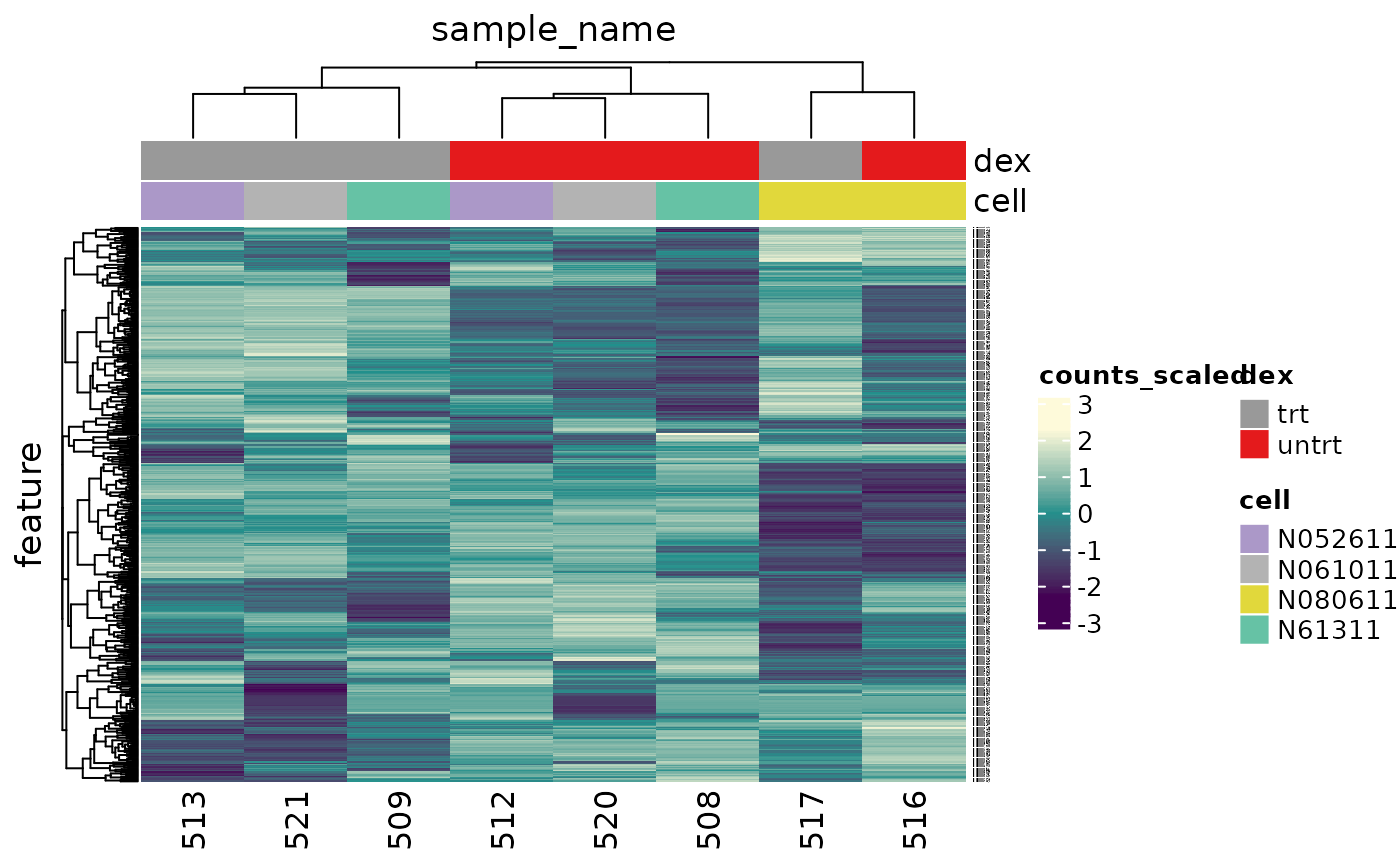 sample_name
dex
cell
feature
513
521
509
512
520
508
517
516
counts_scaled
3
2
1
0
-1
-2
-3
dex
trt
untrt
cell
N052611
N061011
N080611
N61311